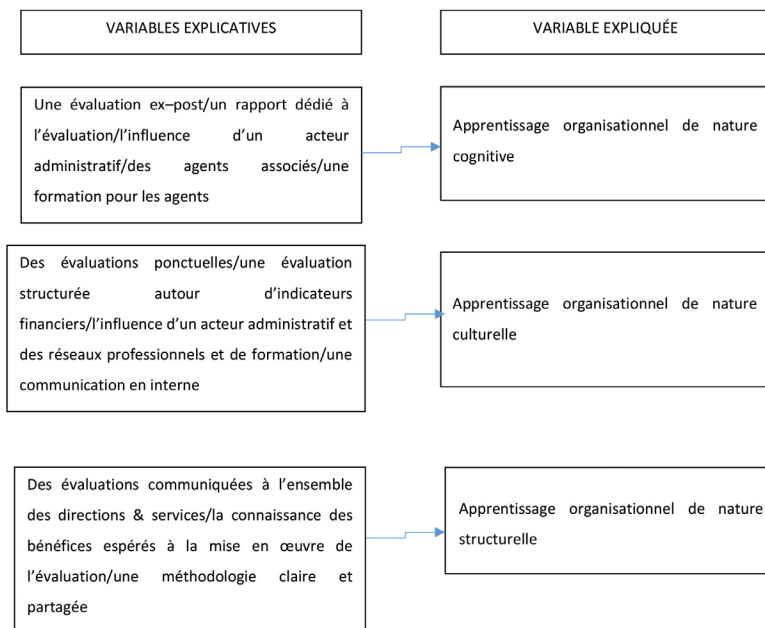 VARIABLES EXPLICATIVES
VARIABLE EXPLIQUÉE
Une évaluation ex–post/un rapport dédié à
l’évaluation/l’influence d’un acteur
administratif/des agents associés/une
formation pour les agents
Apprentissage organisationnel de nature
cognitive
Des évaluations ponctuelles/une évaluation
structurée autour d’indicateurs
financiers/l’influence d’un acteur administratif et
des réseaux professionnels et de formation/une
communication en interne
Apprentissage organisationnel de nature
culturelle
Des évaluations communiquées à l’ensemble
des directions & services/la connaissance des
bénéfices espérés à la mise en œuvre de
l’évaluation/une méthodologie claire et
partagée
Apprentissage organisationnel de nature
structurelle